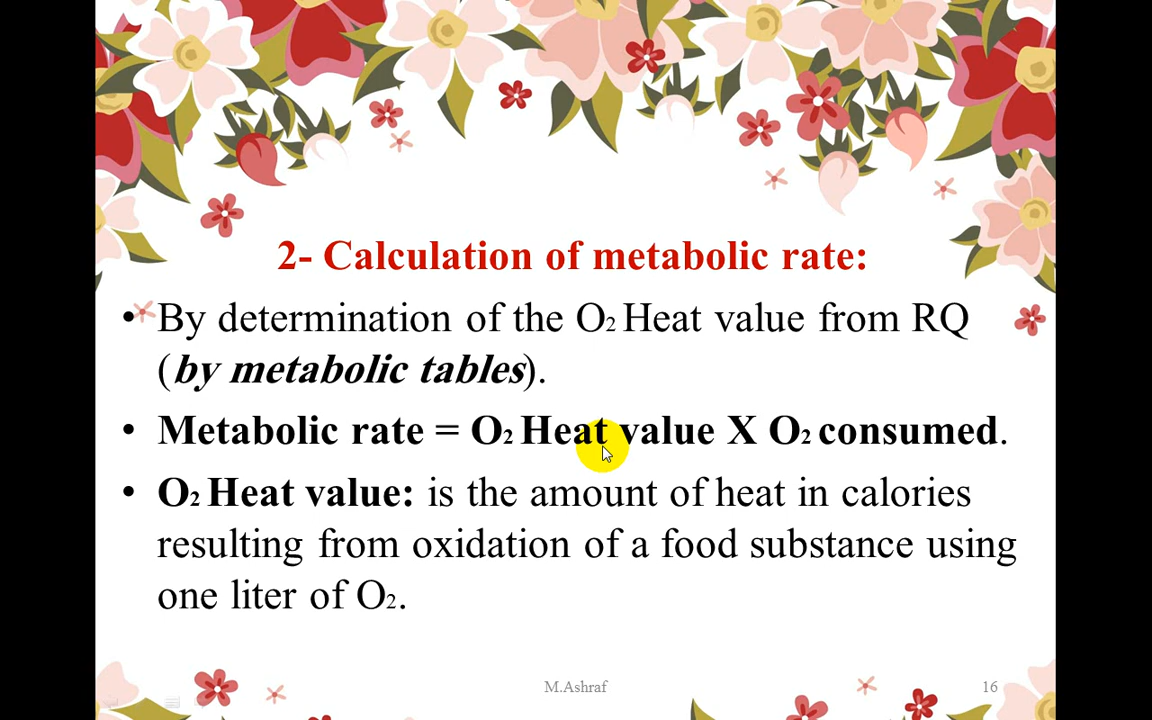 2- Calculation of metabolic rate:
• By determination of the O₂ Heat value from RQ
(by metabolic tables).
• Metabolic rate = O₂ Heat value X O₂ consumed.
• O₂ Heat value: is the amount of heat in calories
resulting from oxidation of a food substance using
one liter of O₂.
M.Ashraf
16